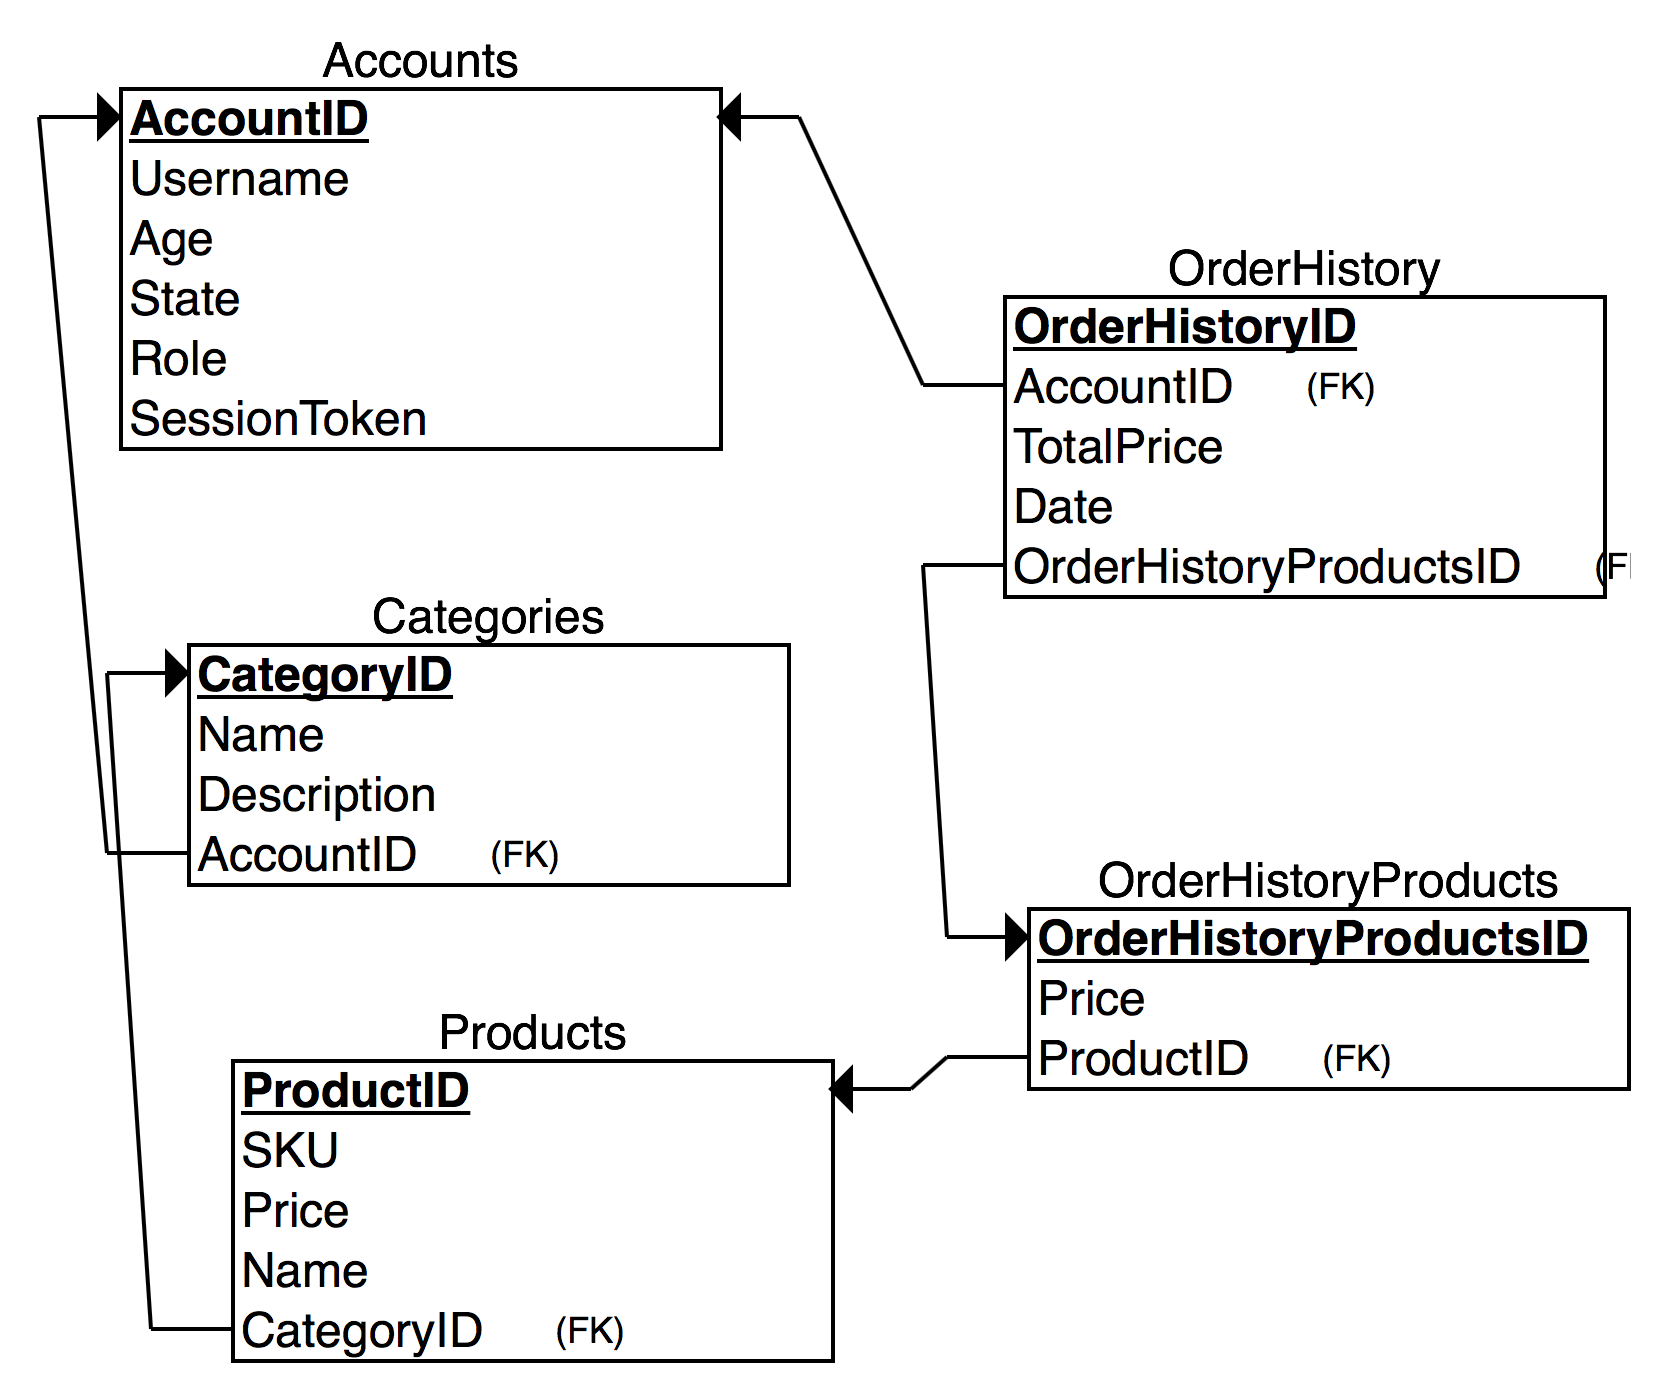 Accounts
AccountID
Username
Age
State
Role
SessionToken
OrderHistory
OrderHistoryID
AccountID (FK)
TotalPrice
Date
OrderHistoryProductsID (F
Categories
CategoryID
Name
Description
AccountID (FK)
OrderHistoryProducts
OrderHistoryProductsID
Price
ProductID (FK)
Products
ProductID
SKU
Price
Name
CategoryID (FK)